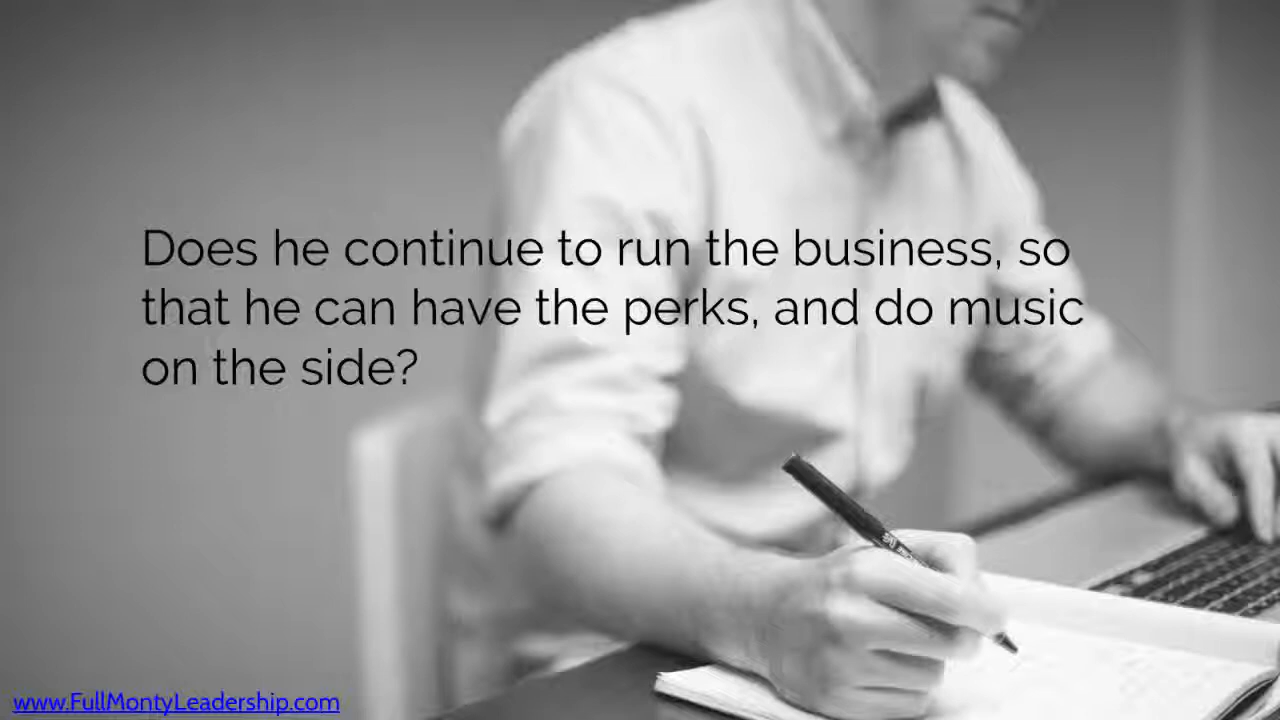 Does he continue to run the business, so
that he can have the perks, and do music
on the side?
www.FullMontyLeadership.com